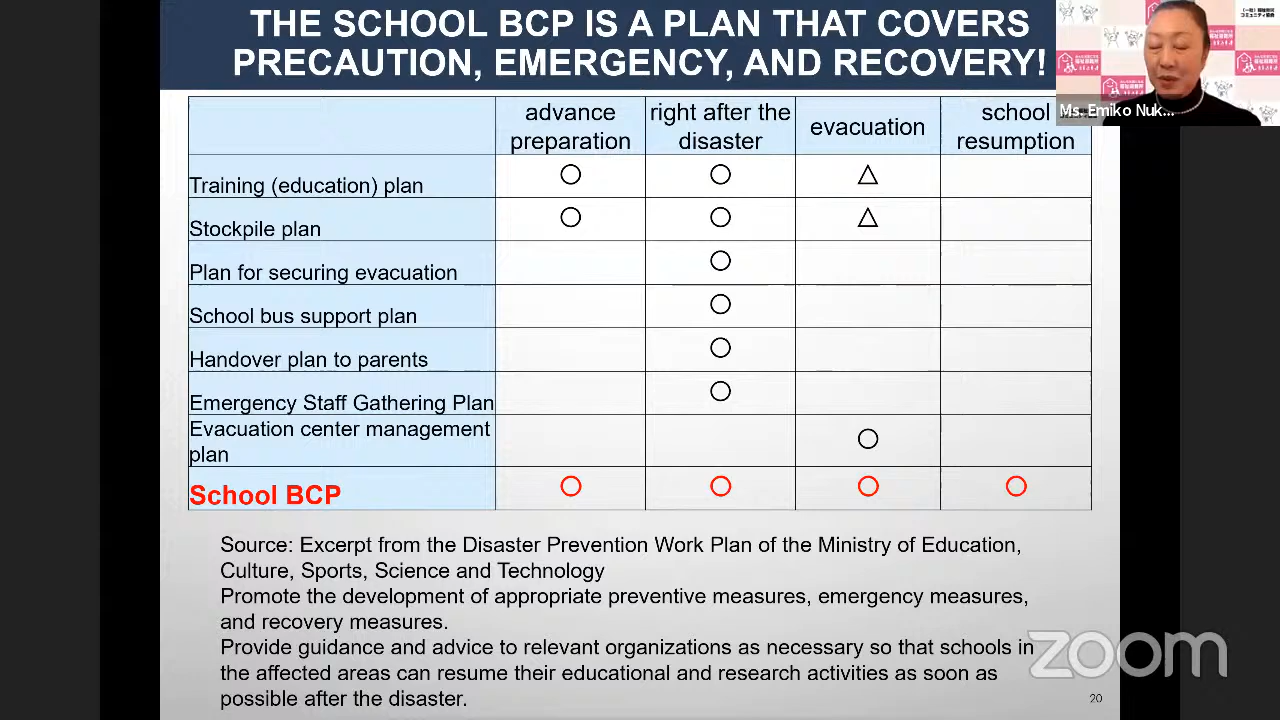 THE SCHOOL BCP IS A PLAN THAT COVERS
PRECAUTION, EMERGENCY, AND RECOVERY!
Ms. Emiko Nuk...
advance preparation
right after the disaster
evacuation
school resumption
Training (education) plan ○ ○ △
Stockpile plan ○ ○ △
Plan for securing evacuation ○
School bus support plan ○
Handover plan to parents ○
Emergency Staff Gathering Plan ○
Evacuation center management
plan ○
School BCP ○ ○ ○ ○
Source: Excerpt from the Disaster Prevention Work Plan of the Ministry of Education,
Culture, Sports, Science and Technology
Promote the development of appropriate preventive measures, emergency measures,
and recovery measures.
Provide guidance and advice to relevant organizations as necessary so that schools in
the affected areas can resume their educational and research activities as soon as
possible after the disaster.
zoom
20